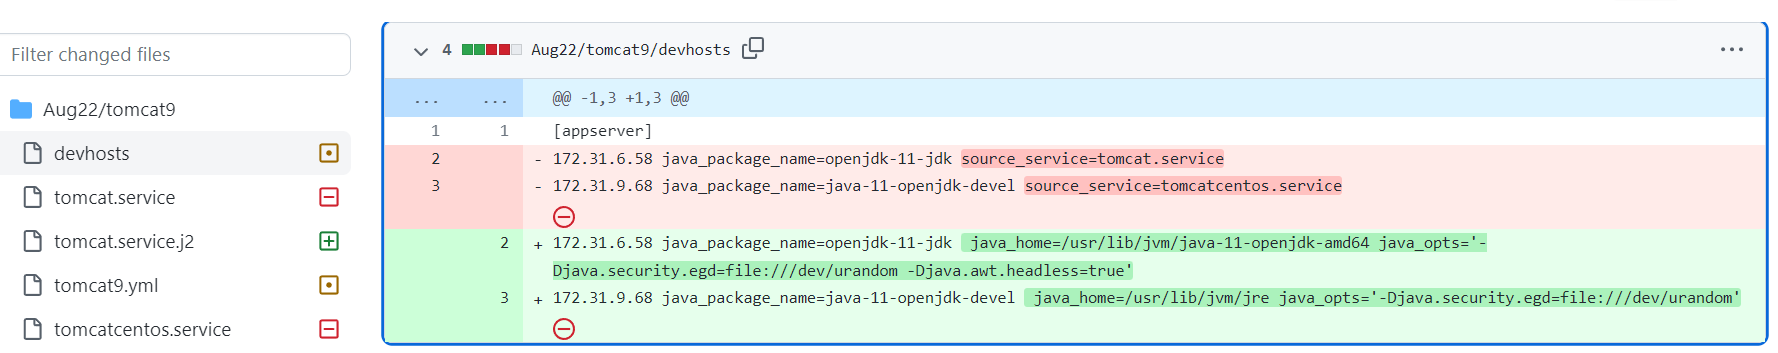 Filter changed files
Aug22/tomcat9
devhosts
tomcat.service
tomcat.service.j2
tomcat9.yml
tomcatcentos.service
4 Aug22/tomcat9/devhosts
... ... @@ -1,3 +1,3 @@
1 1 [appserver]
2 - 172.31.6.58 java_package_name=openjdk-11-jdk source_service=tomcat.service
3 - 172.31.9.68 java_package_name=java-11-openjdk-devel source_service=tomcatcentos.service
2 + 172.31.6.58 java_package_name=openjdk-11-jdk  java_home=/usr/lib/jvm/java-11-openjdk-amd64 java_opts='-
Djava.security.egd=file:///dev/urandom -Djava.awt.headless=true'
3 + 172.31.9.68 java_package_name=java-11-openjdk-devel  java_home=/usr/lib/jvm/jre java_opts='-Djava.security.egd=file:///dev/urandom'